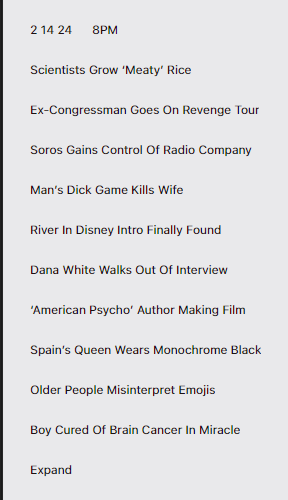 2 14 24 8PM
Scientists Grow ‘Meaty’ Rice
Ex-Congressman Goes On Revenge Tour
Soros Gains Control Of Radio Company
Man’s Dick Game Kills Wife
River In Disney Intro Finally Found
Dana White Walks Out Of Interview
‘American Psycho’ Author Making Film
Spain’s Queen Wears Monochrome Black
Older People Misinterpret Emojis
Boy Cured Of Brain Cancer In Miracle
Expand